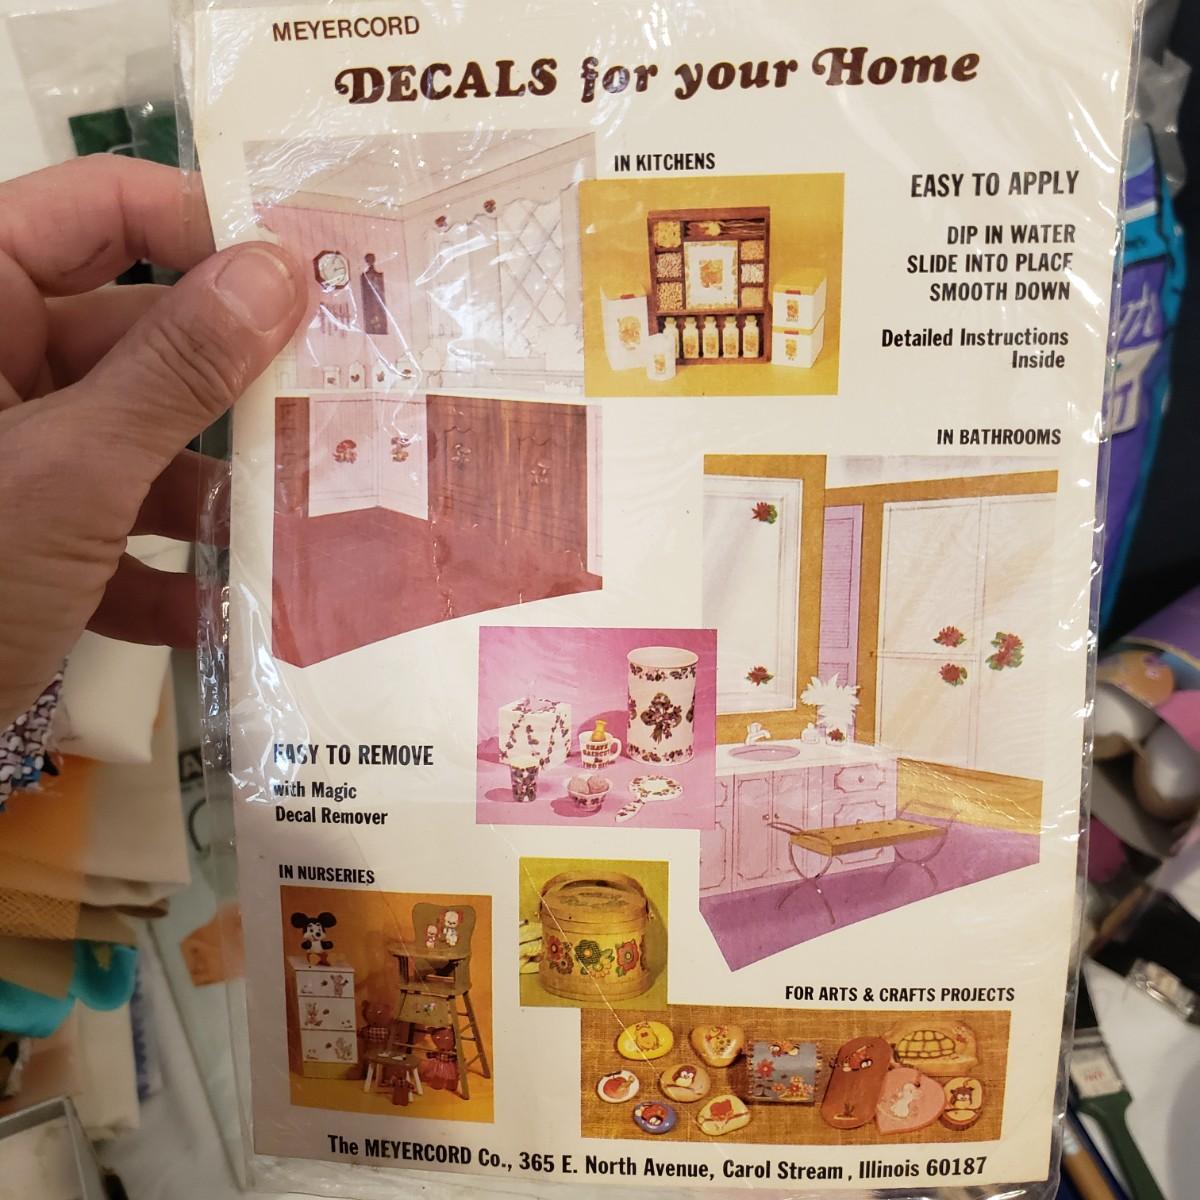 MEYERCORD
DECALS for your Home
IN KITCHENS
EASY TO APPLY
DIP IN WATER
SLIDE INTO PLACE
SMOOTH DOWN
Detailed Instructions
Inside
IN BATHROOMS
EASY TO REMOVE
with Magic
Decal Remover
IN NURSERIES
FOR ARTS & CRAFTS PROJECTS
The MEYERCORD Co., 365 E. North Avenue, Carol Stream, Illinois 60187